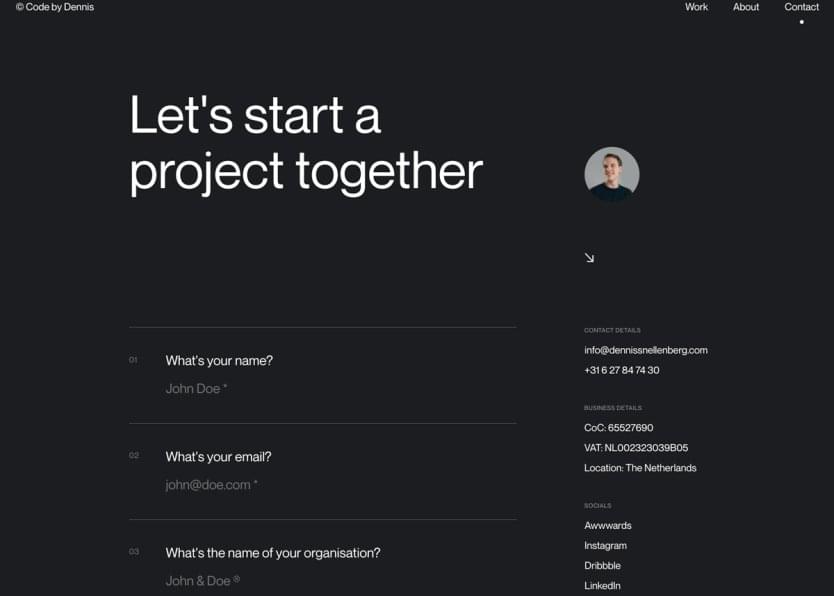 © Code by Dennis
Work
About
Contact
Let's start a
project together
01
What's your name?
John Doe *
02
What's your email?
john@doe.com *
03
What's the name of your organisation?
John & Doe ®
CONTACT DETAILS
info@dennissnellenberg.com
+31 6 27 84 74 30
BUSINESS DETAILS
CoC: 65527690
VAT: NL002323039B05
Location: The Netherlands
SOCIALS
Awwwards
Instagram
Dribbble
LinkedIn